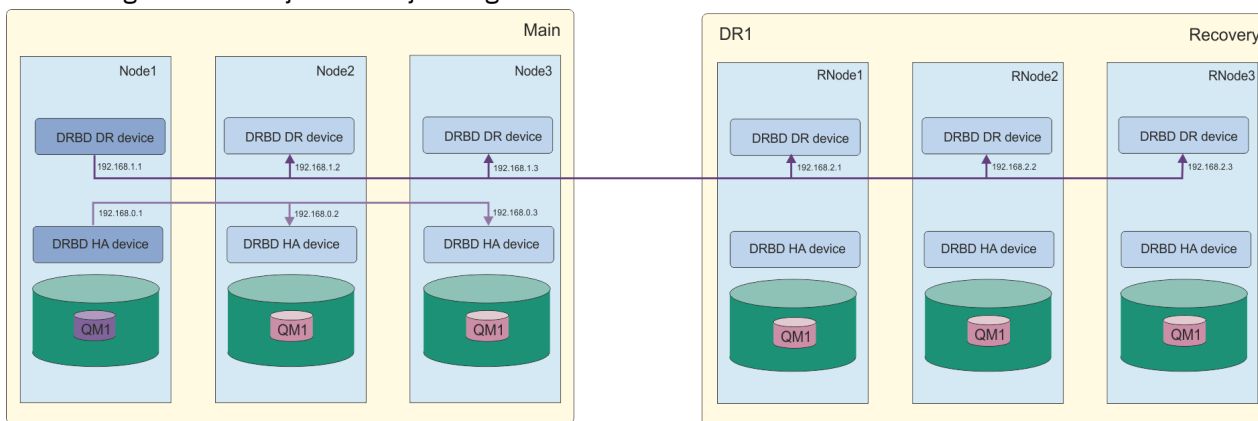 Main
Node1
Node2
Node3
DRBD DR device
DRBD DR device
DRBD DR device
192.168.1.1
192.168.1.2
192.168.1.3
192.168.0.1
192.168.0.2
192.168.0.3
DRBD HA device
DRBD HA device
DRBD HA device
QM1
QM1
QM1
DR1
Recovery
RNode1
RNode2
RNode3
DRBD DR device
DRBD DR device
DRBD DR device
192.168.2.1
192.168.2.2
192.168.2.3
DRBD HA device
DRBD HA device
DRBD HA device
QM1
QM1
QM1